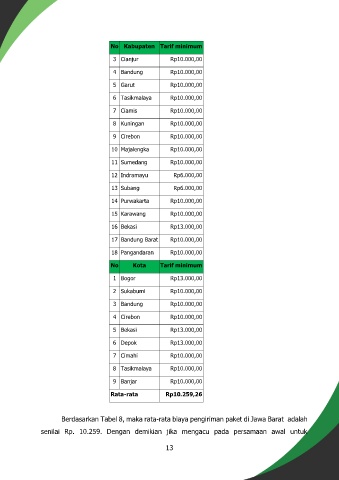 No Kabupaten Tarif minimum
3 Cianjur Rp10.000,00
4 Bandung Rp10.000,00
5 Garut Rp10.000,00
6 Tasikmalaya Rp10.000,00
7 Ciamis Rp10.000,00
8 Kuningan Rp10.000,00
9 Cirebon Rp10.000,00
10 Majalengka Rp10.000,00
11 Sumedang Rp10.000,00
12 Indramayu Rp6.000,00
13 Subang Rp6.000,00
14 Purwakarta Rp10.000,00
15 Karawang Rp10.000,00
16 Bekasi Rp13.000,00
17 Bandung Barat Rp10.000,00
18 Pangandaran Rp10.000,00
No Kota Tarif minimum
1 Bogor Rp13.000,00
2 Sukabumi Rp10.000,00
3 Bandung Rp10.000,00
4 Cirebon Rp10.000,00
5 Bekasi Rp13.000,00
6 Depok Rp13.000,00
7 Cimahi Rp10.000,00
8 Tasikmalaya Rp10.000,00
9 Banjar Rp10.000,00
Rata-rata Rp10.259,26
Berdasarkan Tabel 8, maka rata-rata biaya pengiriman paket di Jawa Barat adalah
senilai Rp. 10.259. Dengan demikian jika mengacu pada persamaan awal untuk
13